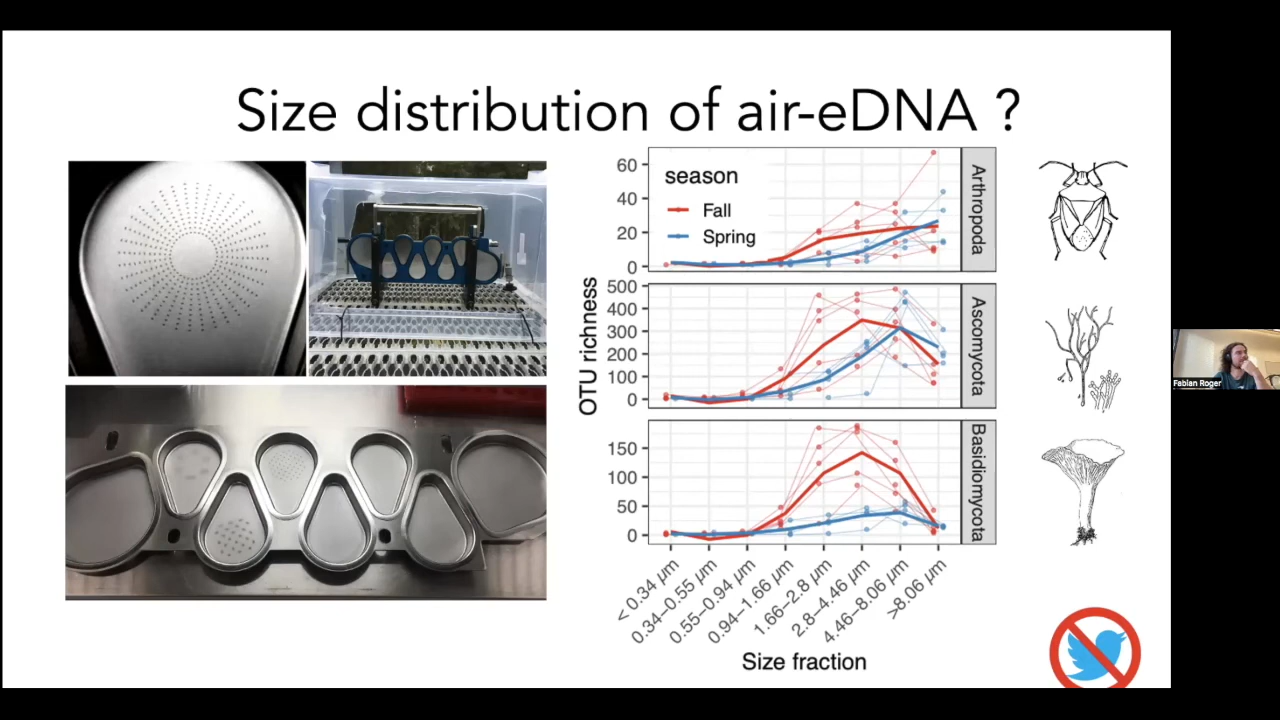 Size distribution of air-eDNA ?
season
Fall
Spring
OTU richness
60
40
20
0
Arthropoda
500
400
300
200
100
0
Ascomycota
150
100
50
0
Basidiomycota
< 0.34 µm
0.34–0.55 µm
0.55–0.94 µm
0.94–1.66 µm
1.66–2.8 µm
2.8–4.46 µm
4.46–8.06 µm
>8.06 µm
Size fraction
Fabian Roger